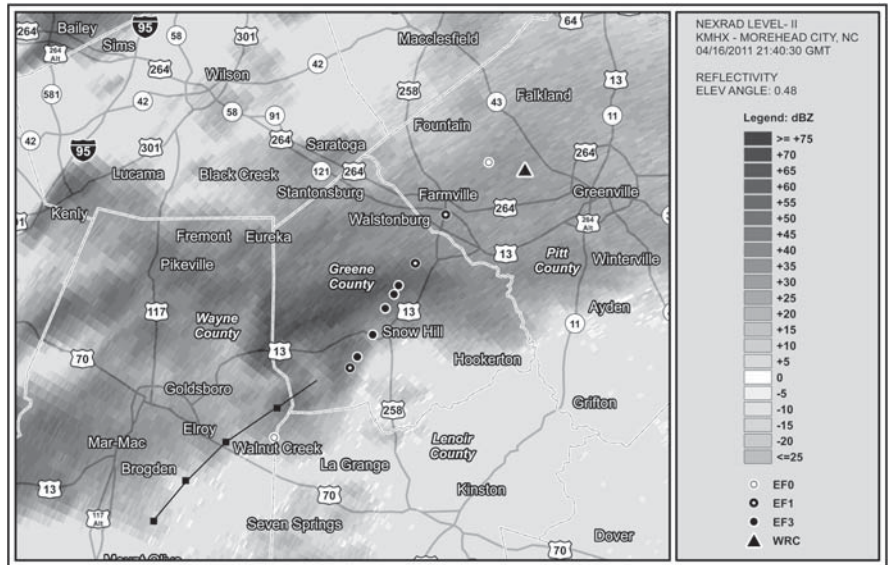 95
64
264
Bailey
Sims
58
301
Macclesfield
264
Alt
264
Wilson
42
258
13
581
42
58
91
43
Falkland
11
Fountain
42
264
Saratoga
95
301
264
Lucama
Black Creek
121
264
Stantonsburg
Farmville
Greenville
Kenly
Walstonburg
264
264
Alt
Fremont
Eureka
13
Pitt
County
Winterville
Pikeville
Greene
County
117
Wayne
County
13
Ayden
Snow Hill
11
70
13
Hookerton
Goldsboro
Grifton
258
Elroy
Mar-Mac
Walnut Creek
Lenoir
County
Brogden
La Grange
13
70
Kinston
117
Alt
Seven Springs
Dover
Mount Olive
70
NEXRAD LEVEL- II
KMHX - MOREHEAD CITY, NC
04/16/2011 21:40:30 GMT
REFLECTIVITY
ELEV ANGLE: 0.48
Legend: dBZ
>= +75
+70
+65
+60
+55
+50
+45
+40
+35
+30
+25
+20
+15
+10
+5
0
-5
-10
-15
-20
<=25
EF0
EF1
EF3
WRC